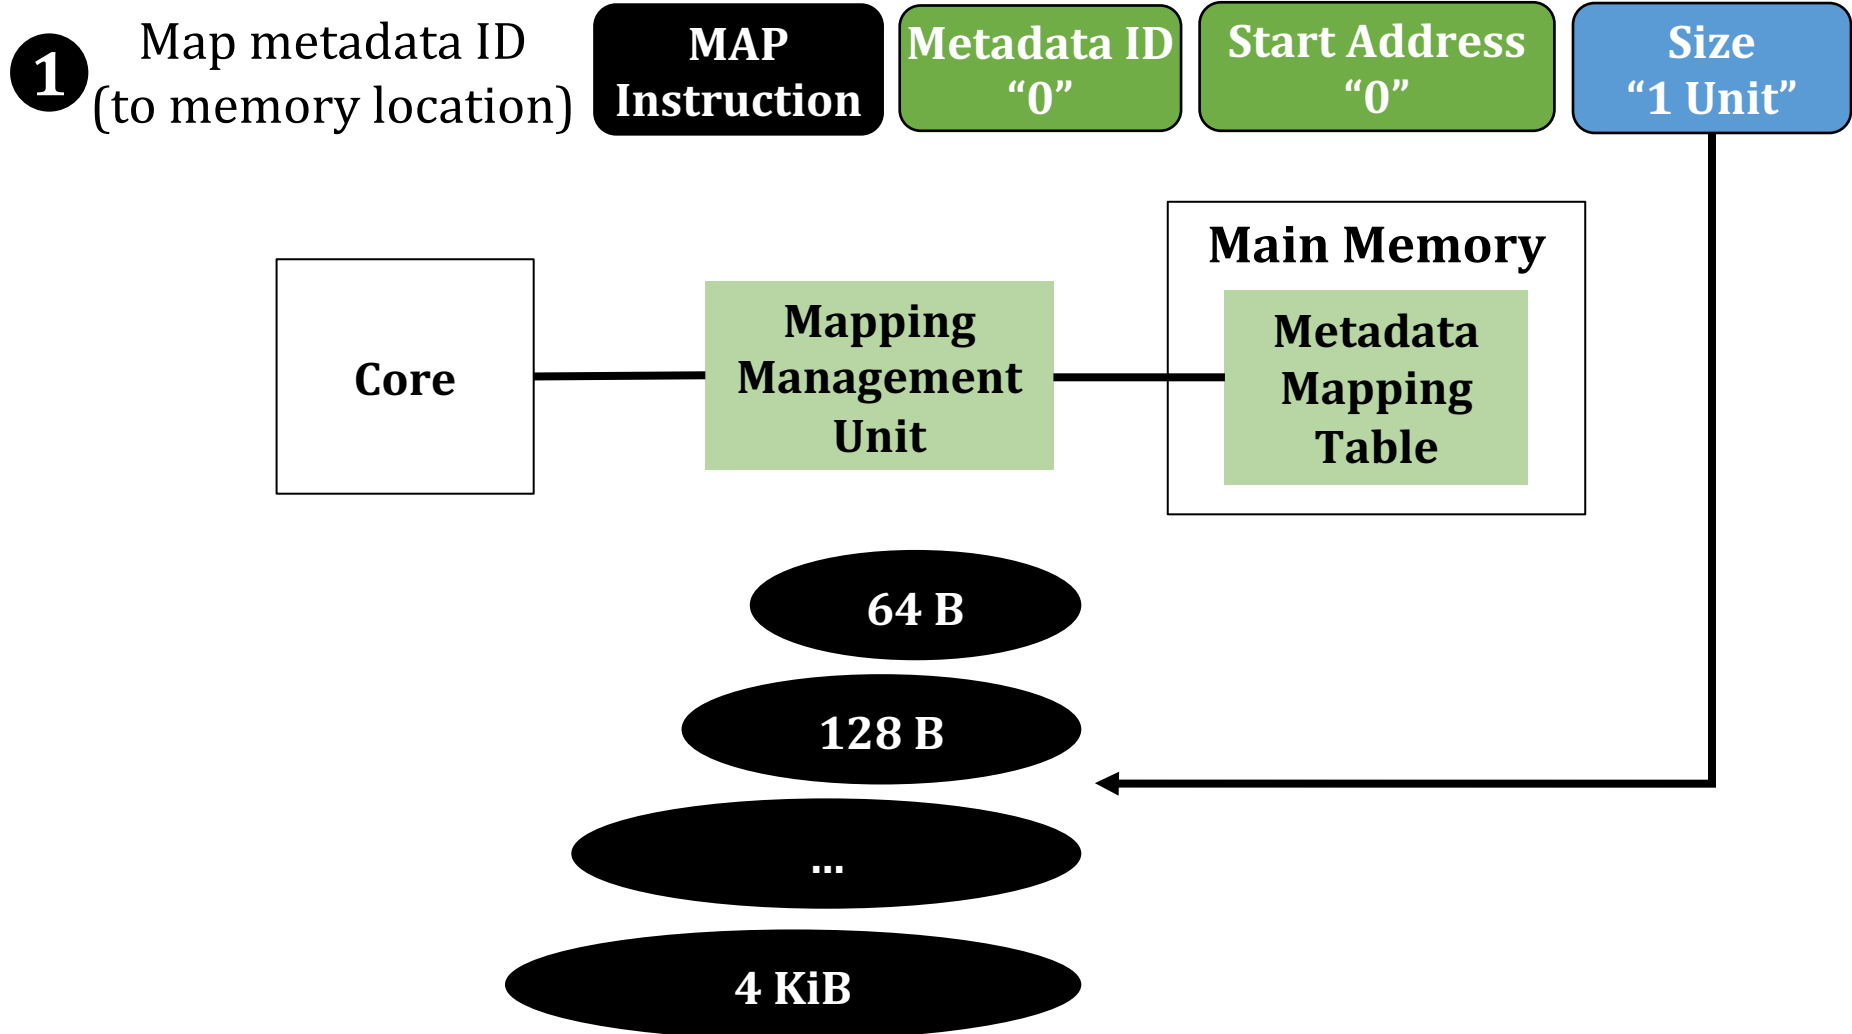 1
Map metadata ID
(to memory location)
MAP
Instruction
Metadata ID
“0”
Start Address
“0”
Size
“1 Unit”
Core
Mapping
Management
Unit
Main Memory
Metadata
Mapping
Table
64 B
128 B
...
4 KiB